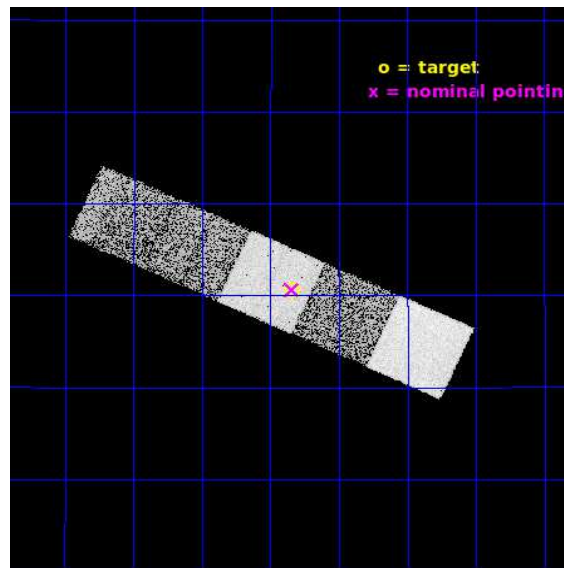 o = target
x = nominal pointin